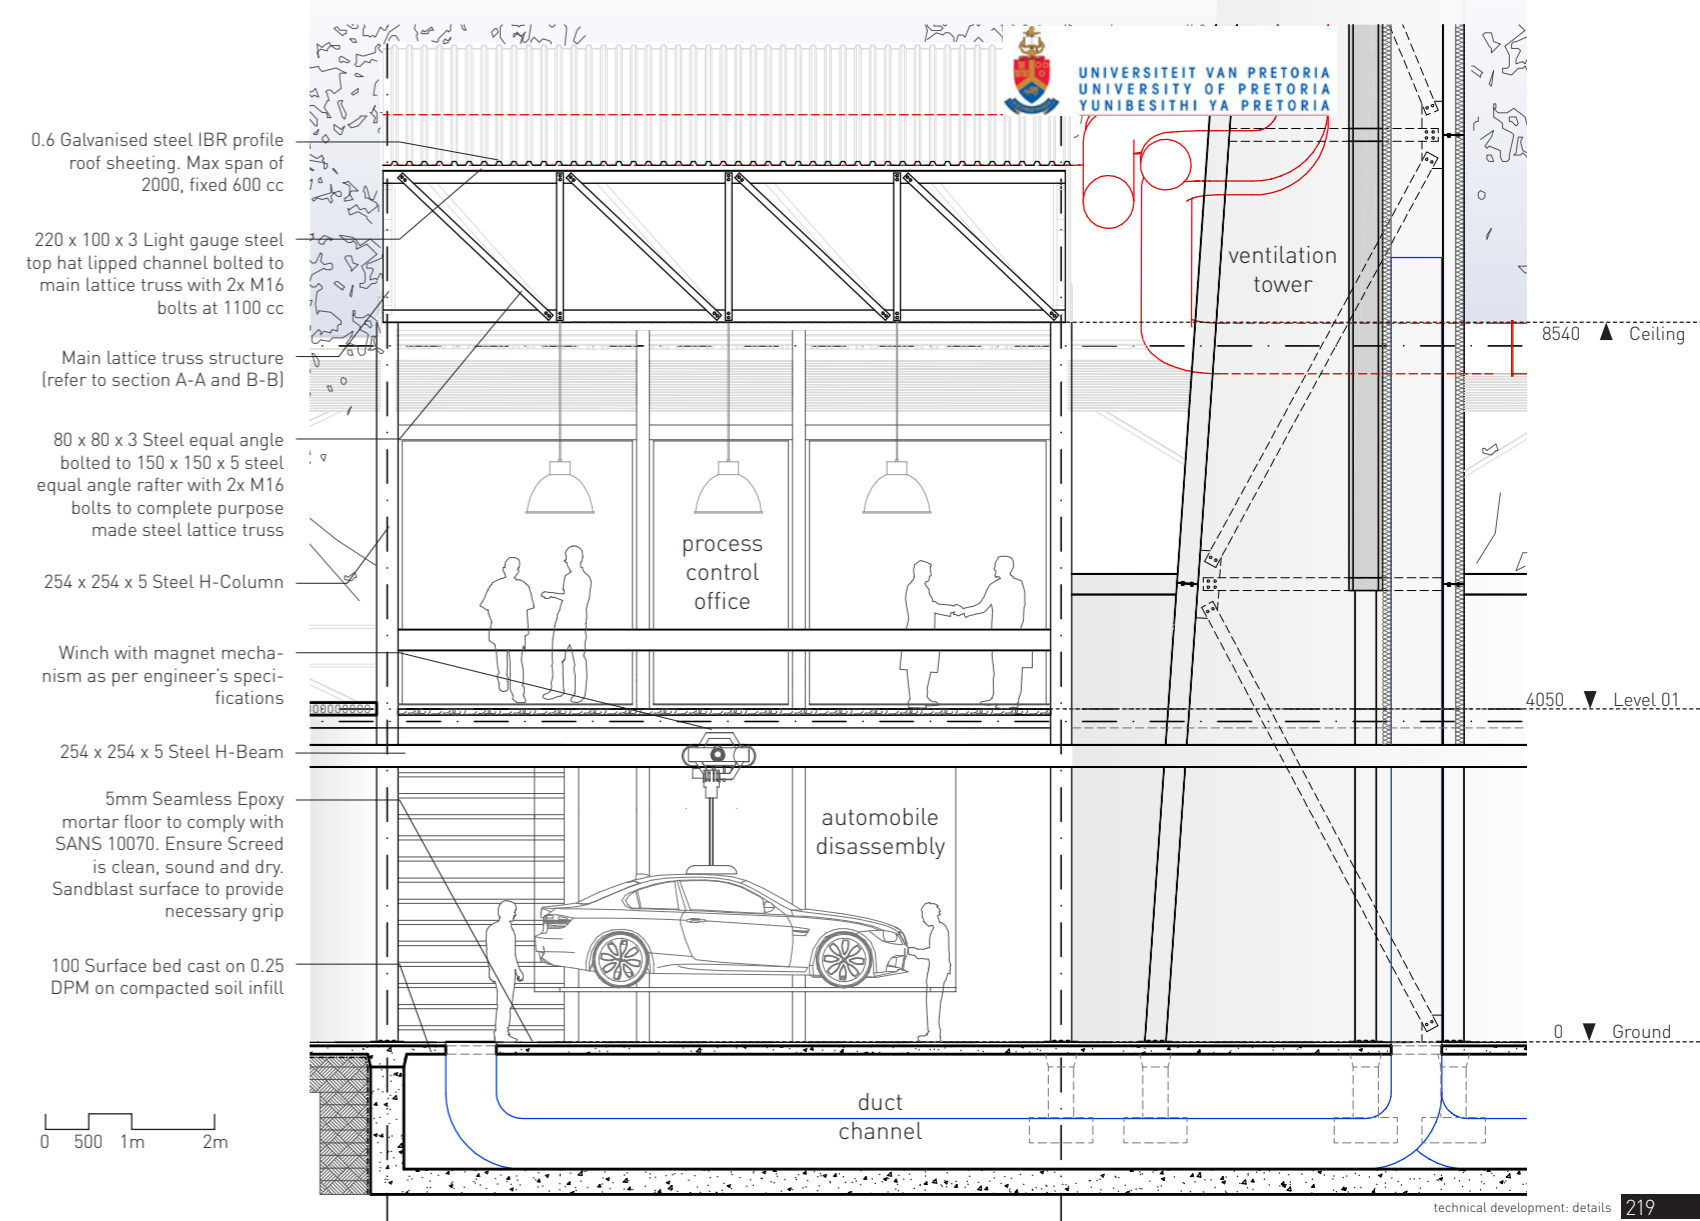 UNIVERSITEIT VAN PRETORIA
UNIVERSITY OF PRETORIA
YUNIBESITHI YA PRETORIA
0.6 Galvanised steel IBR profile
roof sheeting. Max span of
2000, fixed 600 cc
220 x 100 x 3 Light gauge steel
top hat lipped channel bolted to
main lattice truss with 2x M16
bolts at 1100 cc
Main lattice truss structure
(refer to section A-A and B-B)
80 x 80 x 3 Steel equal angle
bolted to 150 x 150 x 5 steel
equal angle rafter with 2x M16
bolts to complete purpose
made steel lattice truss
254 x 254 x 5 Steel H-Column
Winch with magnet mecha-
nism as per engineer's speci-
fications
254 x 254 x 5 Steel H-Beam
5mm Seamless Epoxy
mortar floor to comply with
SANS 10070. Ensure Screed
is clean, sound and dry.
Sandblast surface to provide
necessary grip
100 Surface bed cast on 0.25
DPM on compacted soil infill
ventilation
tower
process
control
office
automobile
disassembly
duct
channel
8540 ▲ Ceiling
4050 ▼ Level 01
0 ▼ Ground
0 500 1m 2m
technical development: details 219